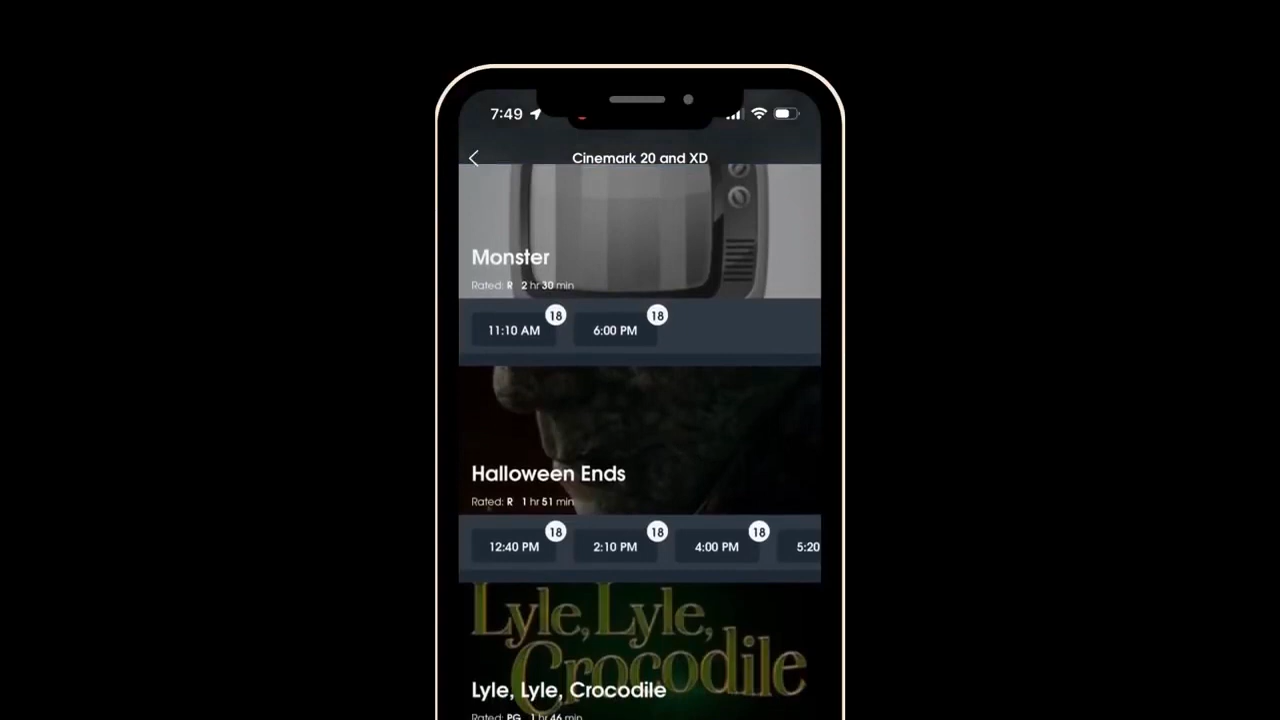 7:49
Cinemark 20 and XD
Monster
Rated: R 2 hr 30 min
18 18
11:10 AM 6:00 PM
Halloween Ends
Rated: R 1 hr 51 min
18 18 18
12:40 PM 2:10 PM 4:00 PM 5:20
Lyle, Lyle,
Crocodile
Lyle, Lyle, Crocodile
Rated: PG 1 hr 46 min